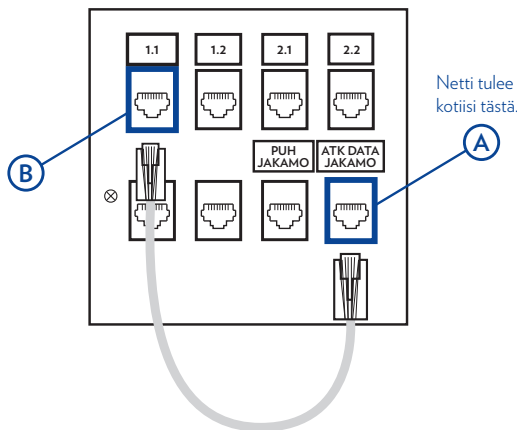 1.1 1.2 2.1 2.2
Netti tulee
kotiisi tästä.
A
PUH JAKAMO
ATK DATA JAKAMO
B